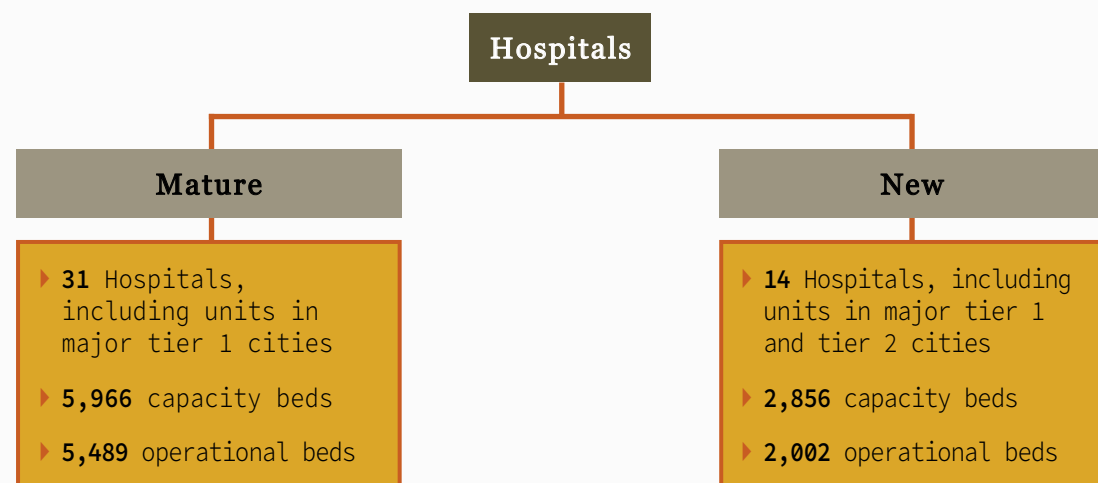 Hospitals
Mature
31 Hospitals,
including units in
major tier 1 cities
5,966 capacity beds
5,489 operational beds
New
14 Hospitals, including
units in major tier 1
and tier 2 cities
2,856 capacity beds
2,002 operational beds